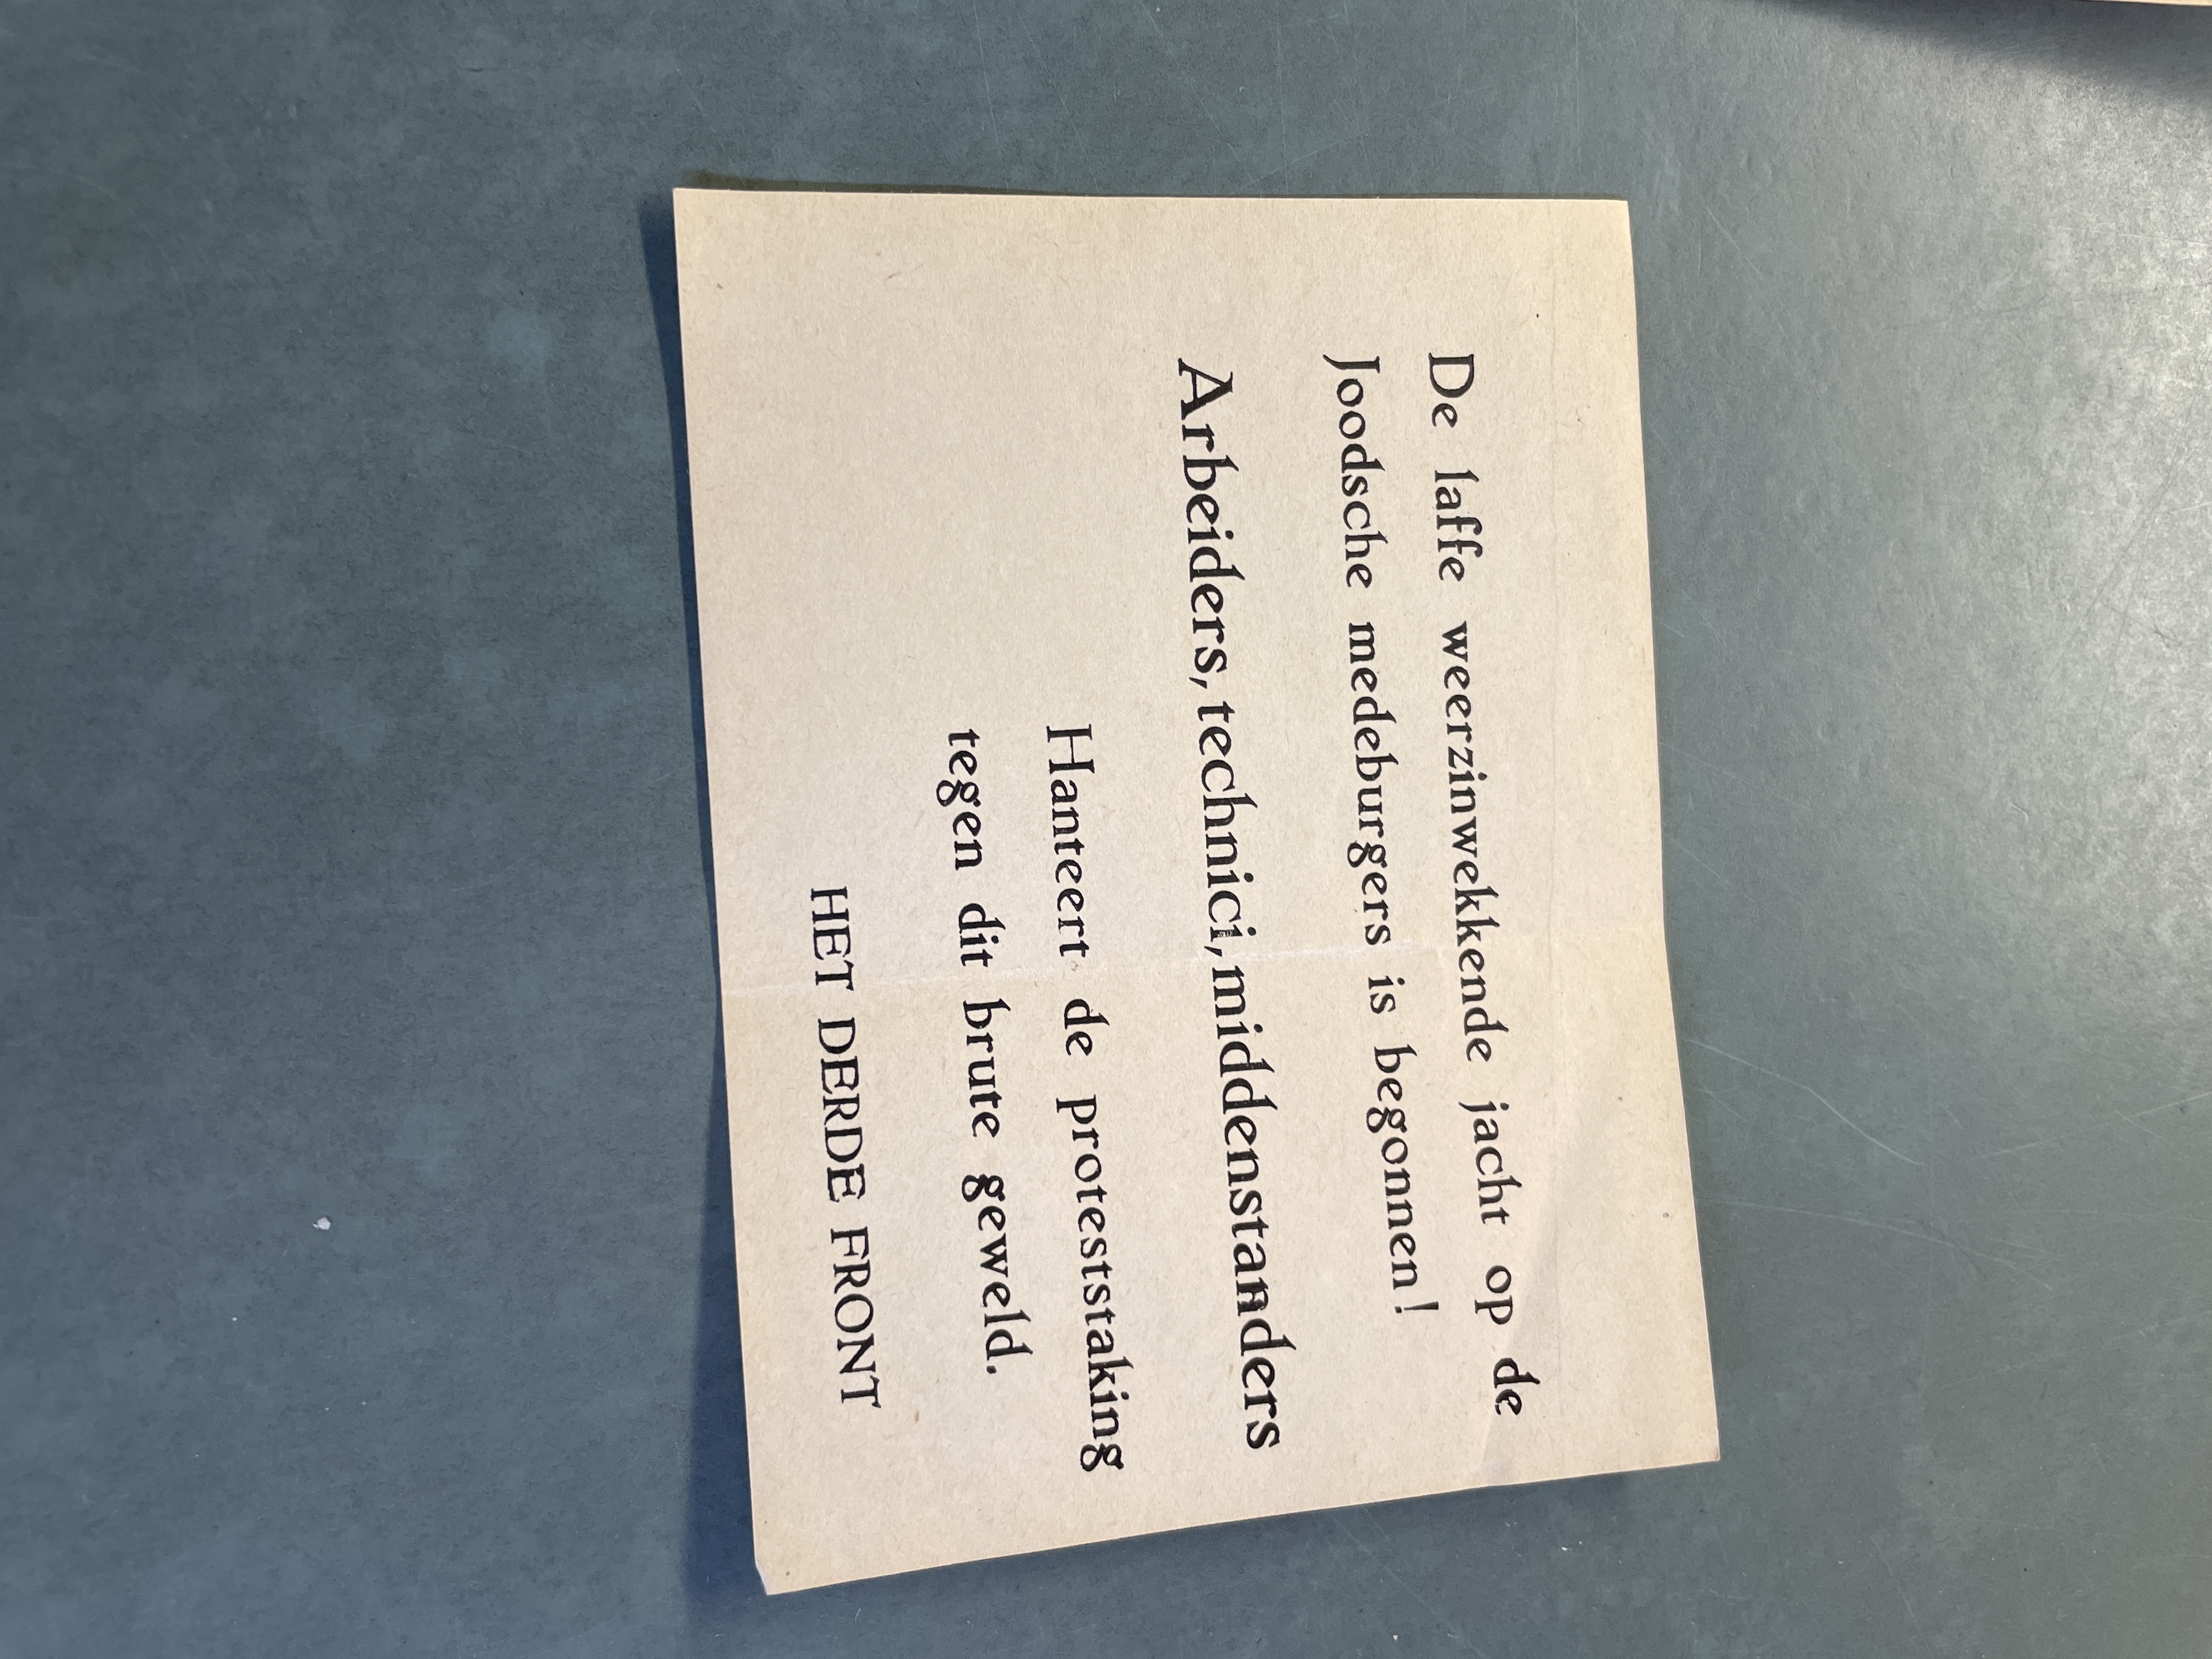 De laffe weerzinwekkende jacht op de
Joodsche medeburgers is begonnen!
Arbeiders, technici, middenstanders
Hanteert de proteststaking
tegen dit brute geweld.
HET DERDE FRONT